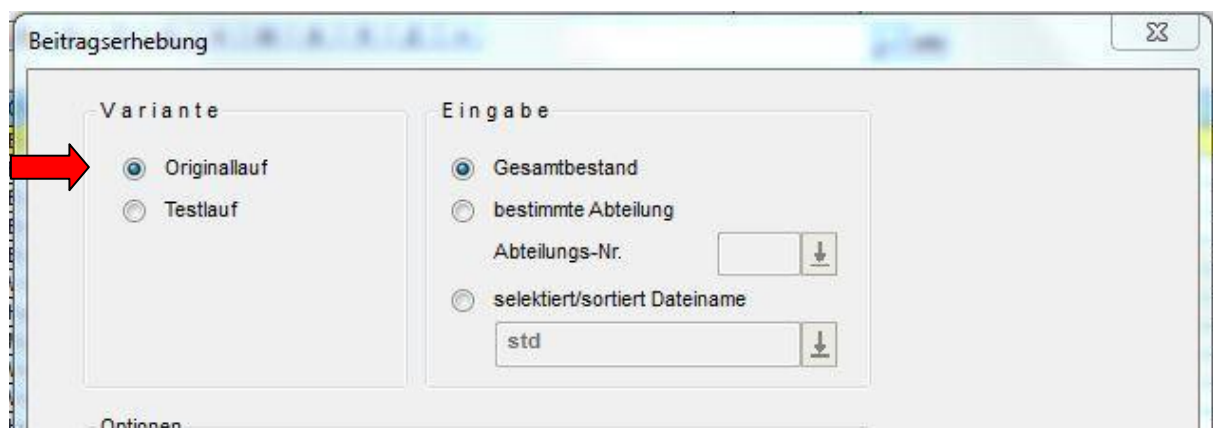 Beitragserhebung
Variante
Originallauf
Testlauf
Eingabe
Gesamtbestand
bestimmte Abteilung
Abteilungs-Nr.
selektiert/sortiert Dateiname
std
Optionen